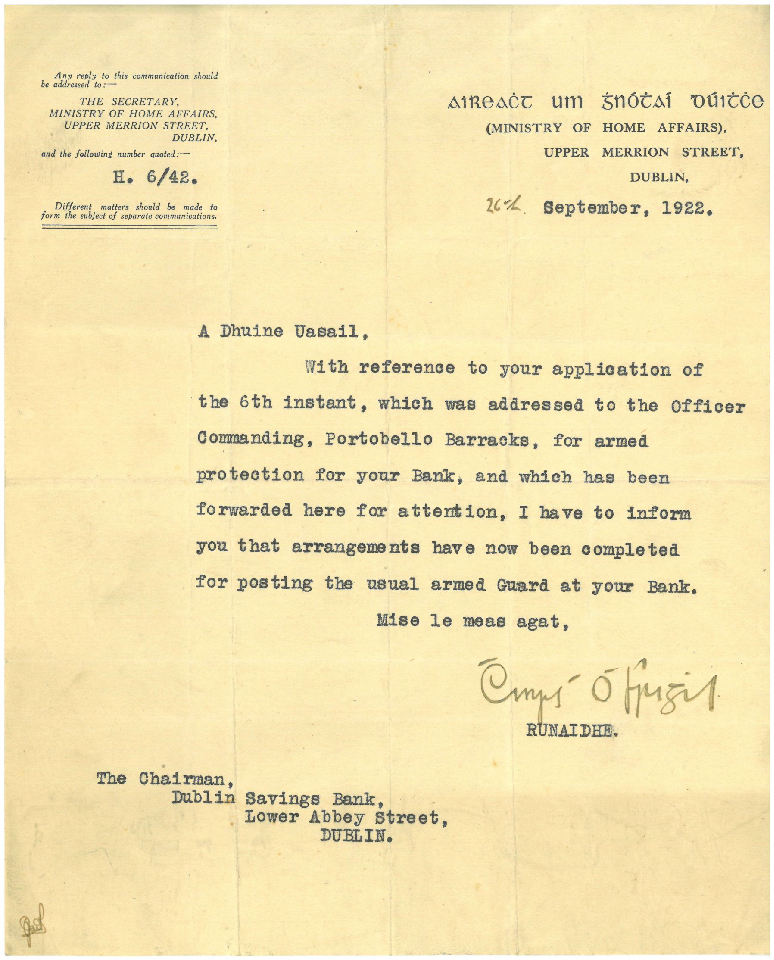 Any reply to this communication should
be addressed to:—
THE SECRETARY,
MINISTRY OF HOME AFFAIRS,
UPPER MERRION STREET,
DUBLIN,
and the following number quoted:—
H. 6/42.
Different matters should be made to
form the subject of separate communications.
aireaċt um ġnótaí dúitċe
(MINISTRY OF HOME AFFAIRS),
UPPER MERRION STREET,
DUBLIN,
26th. September, 1922.
A Dhuine Uasail,
With reference to your application of
the 6th instant, which was addressed to the Officer
Commanding, Portobello Barracks, for armed
protection for your Bank, and which has been
forwarded here for attention, I have to inform
you that arrangements have now been completed
for posting the usual armed Guard at your Bank.
Mise le meas agat,
RUNAIDHE.
The Chairman,
Dublin Savings Bank,
Lower Abbey Street,
DUBLIN.